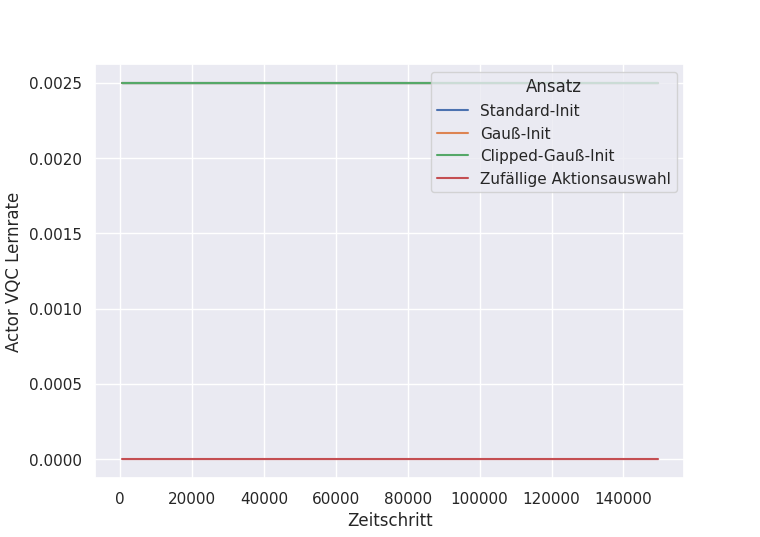 0.0025
0.0020
0.0015
0.0010
0.0005
0.0000
Actor VQC Lernrate
Ansatz
Standard-Init
Gauß-Init
Clipped-Gauß-Init
Zufällige Aktionsauswahl
0 20000 40000 60000 80000 100000 120000 140000
Zeitschritt